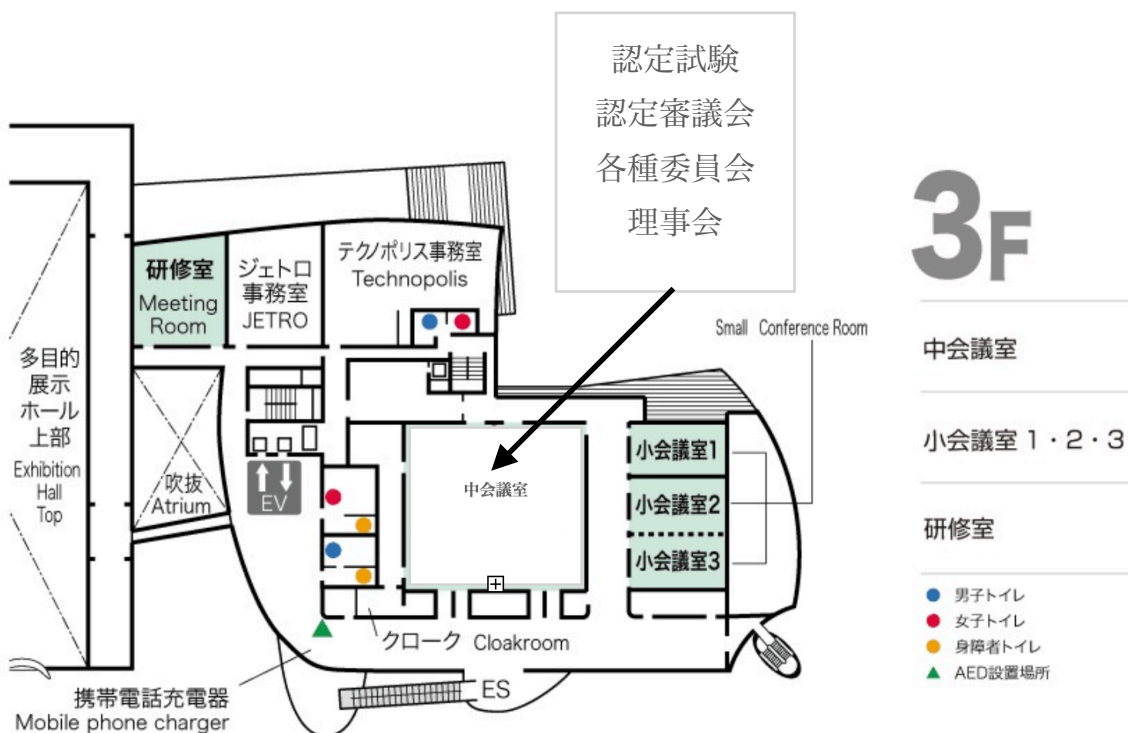 認定試験
認定審議会
各種委員会
理事会
3F
中会議室
小会議室 1・2・3
研修室
男子トイレ
女子トイレ
身障者トイレ
AED設置場所
研修室
Meeting
Room
ジェトロ
事務室
JETRO
テクノポリス事務室
Technopolis
Small Conference Room
多目的
展示
ホール
上部
Exhibition
Hall
Top
吹抜
Atrium
EV
中会議室
小会議室1
小会議室2
小会議室3
クローク Cloakroom
ES
携帯電話充電器
Mobile phone charger